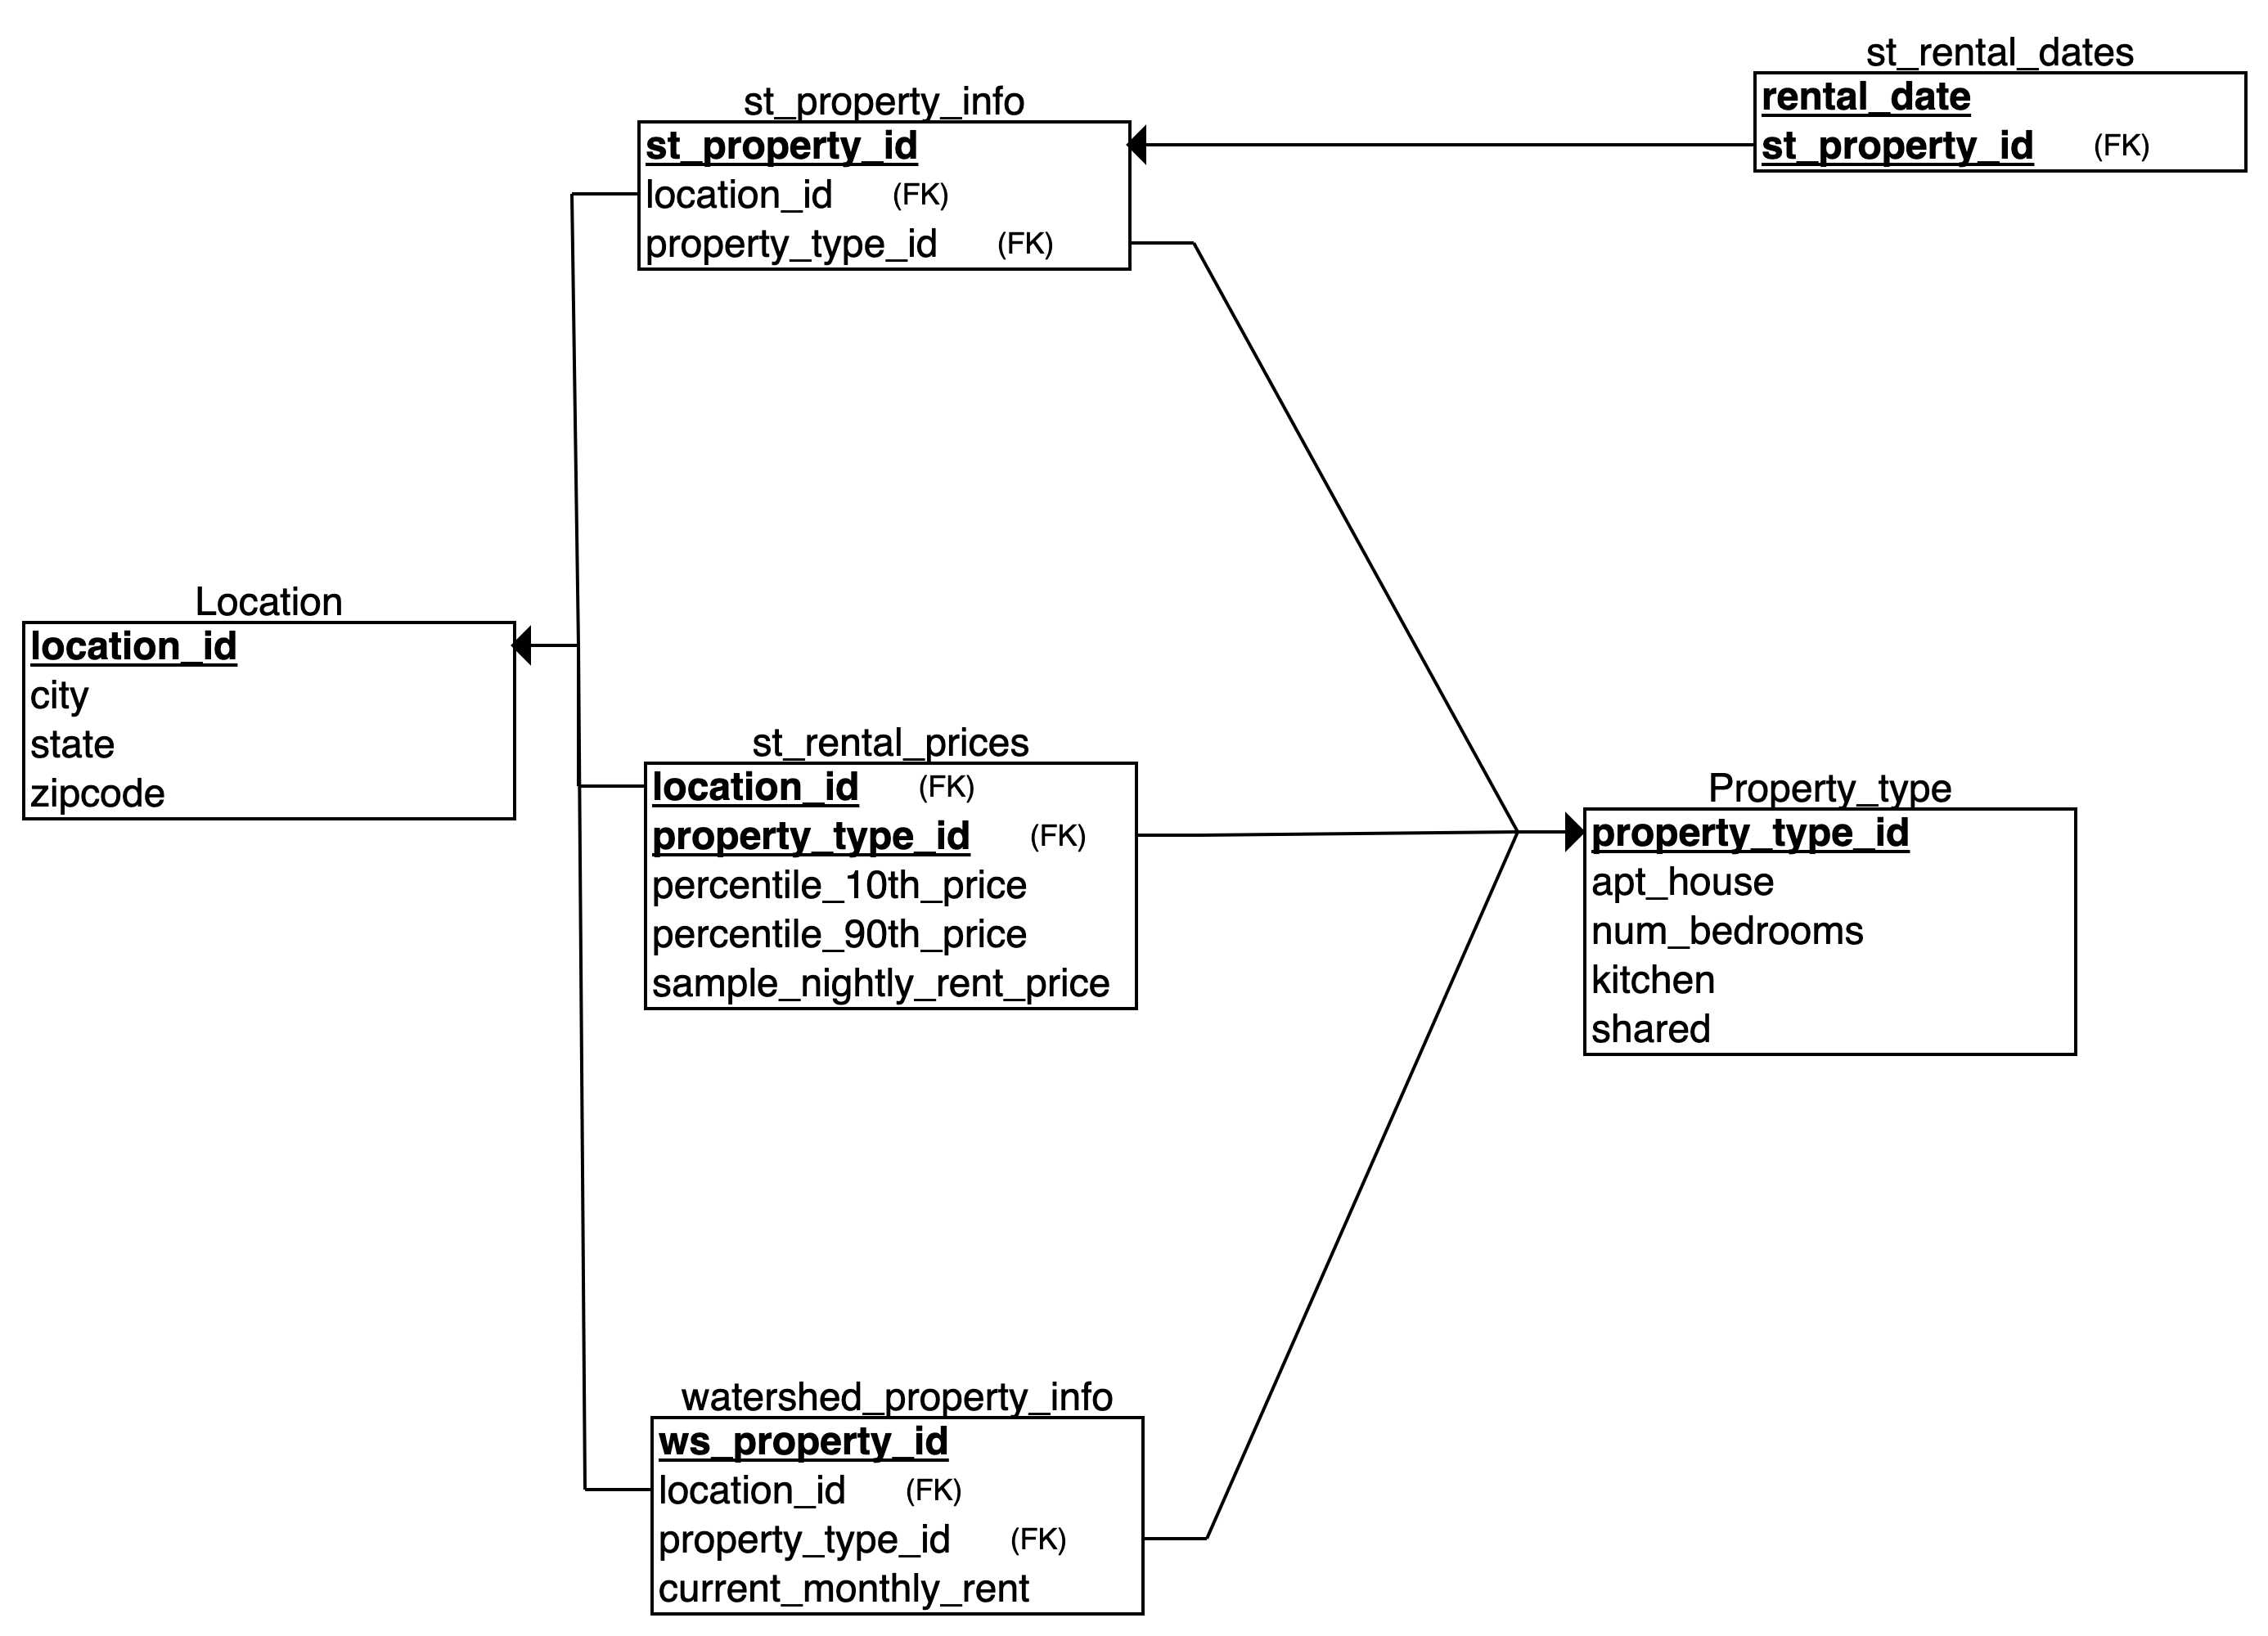 st_rental_dates
rental_date
st_property_id (FK)
st_property_info
st_property_id
location_id (FK)
property_type_id (FK)
Location
location_id
city
state
zipcode
st_rental_prices
location_id (FK)
property_type_id (FK)
percentile_10th_price
percentile_90th_price
sample_nightly_rent_price
Property_type
property_type_id
apt_house
num_bedrooms
kitchen
shared
watershed_property_info
ws_property_id
location_id (FK)
property_type_id (FK)
current_monthly_rent